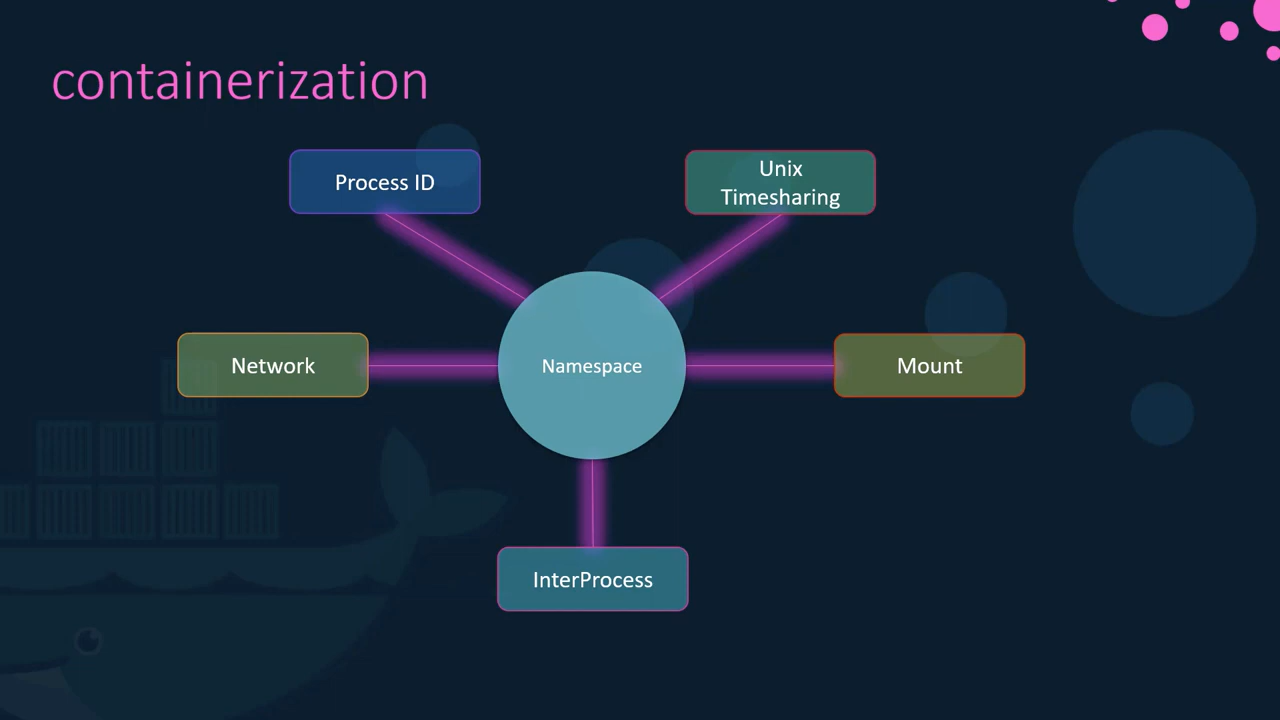 containerization
Process ID
Unix
Timesharing
Network
Namespace
Mount
InterProcess